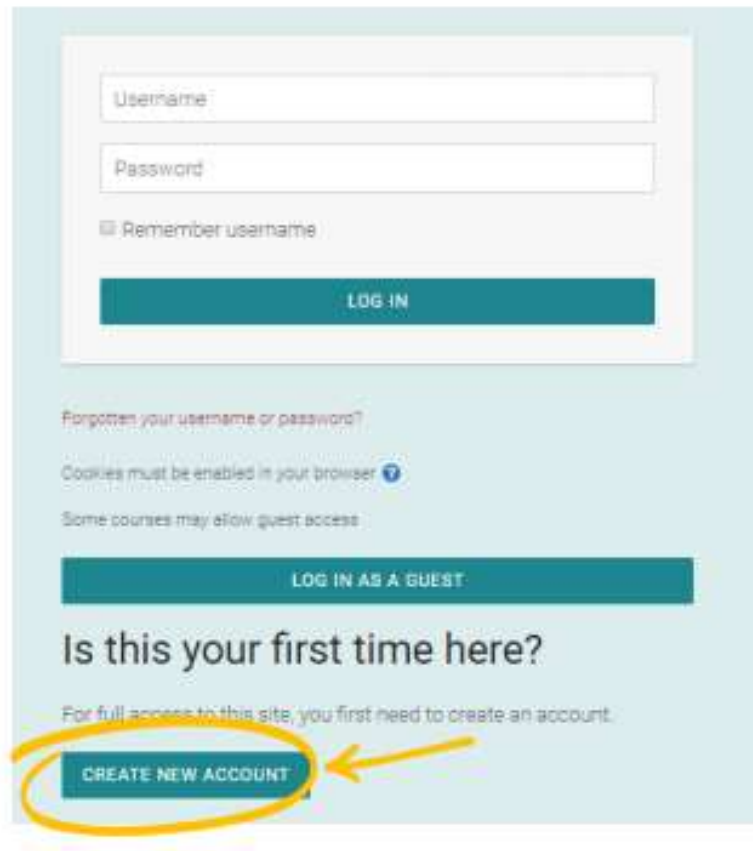 Username
Password
Remember username
LOG IN
Forgotten your username or password?
Cookies must be enabled in your browser
Some courses may allow guest access
LOG IN AS A GUEST
Is this your first time here?
For full access to this site, you first need to create an account.
CREATE NEW ACCOUNT